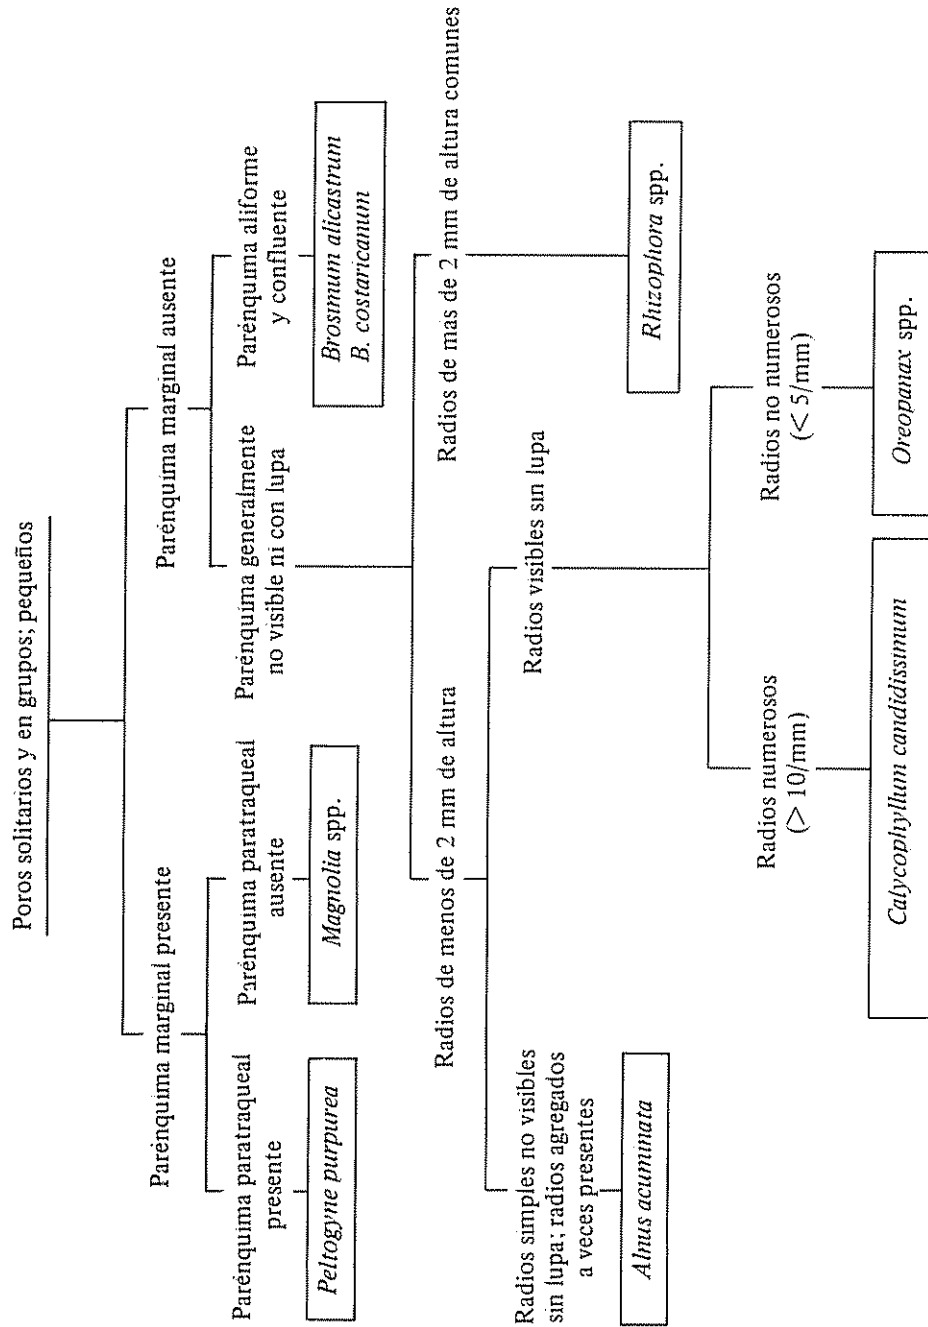 Poros solitarios y en grupos; pequeños
Parénquima marginal presente
Parénquima marginal ausente
Parénquima paratraqueal
presente
Parénquima paratraqueal
ausente
Parénquima generalmente
no visible ni con lupa
Parénquima aliforme
y confluente
Peltogyne purpurea
Magnolia spp.
Brosimum alicastrum
B. costaricanum
Radios de menos de 2 mm de altura
Radios de mas de 2 mm de altura comunes
Radios simples no visibles
sin lupa; radios agregados
a veces presentes
Radios visibles sin lupa
Rhizophora spp.
Alnus acuminata
Radios numerosos
(> 10/mm)
Radios no numerosos
(< 5/mm)
Calycophyllum candidissimum
Oreopanax spp.